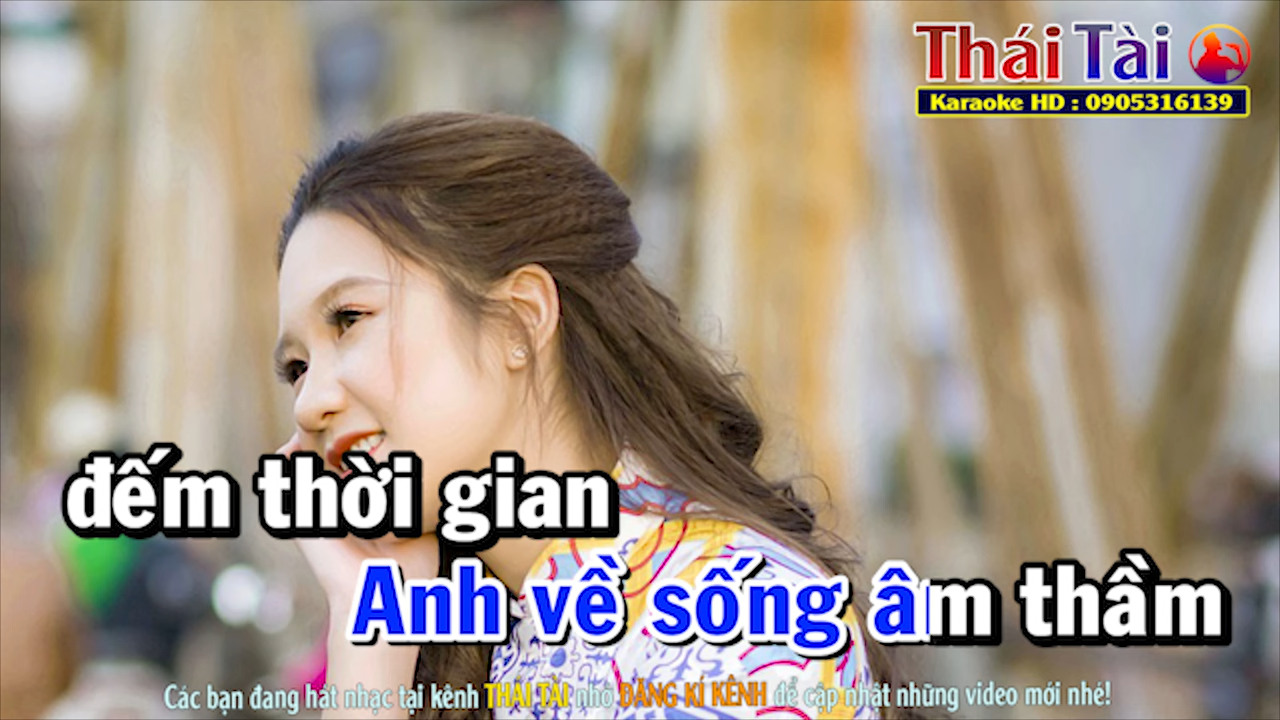 Thái Tài
Karaoke HD : 0905316139
đếm thời gian
Anh về sống âm thầm
Các bạn đang hát nhạc tại kênh THÁI TÀI nhớ ĐĂNG KÍ KÊNH để cập nhật những video mới nhé!